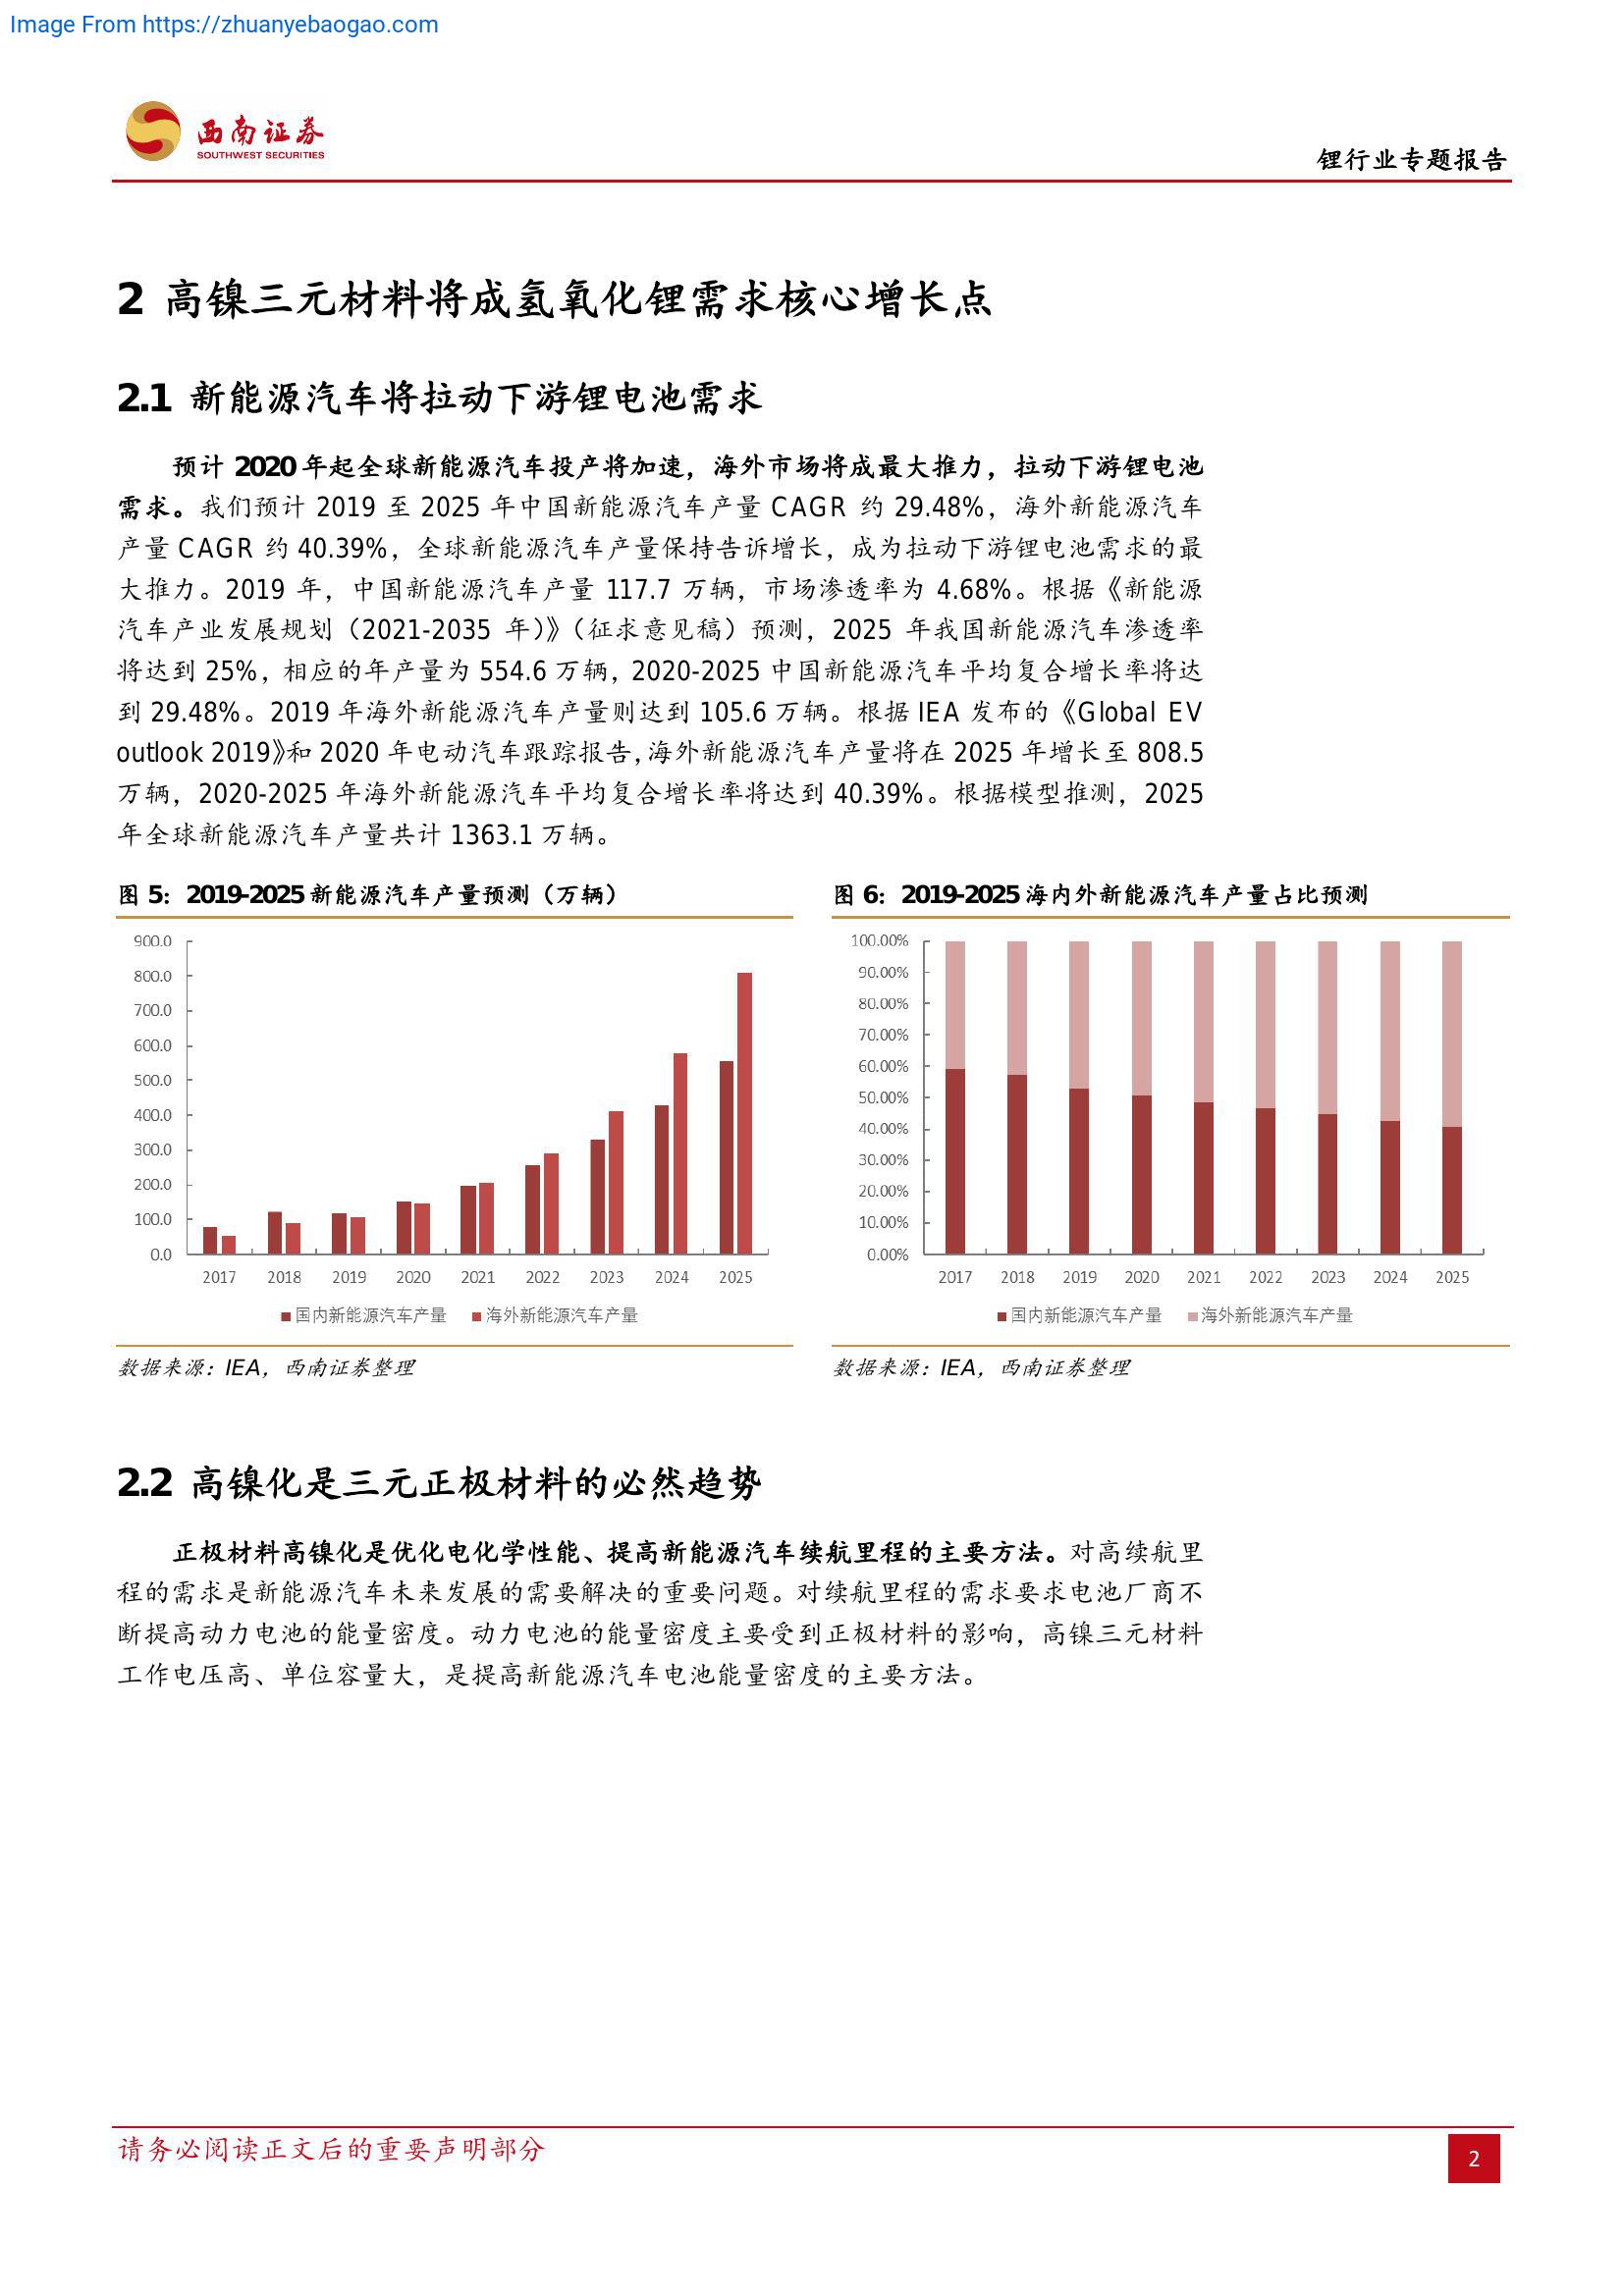 Image From https://zhuanyebaogao.com
西南证券
SOUTHWEST SECURITIES
锂行业专题报告
2 高镍三元材料将成氢氧化锂需求核心增长点
2.1 新能源汽车将拉动下游锂电池需求
预计 2020 年起全球新能源汽车投产将加速，海外市场将成最大推力，拉动下游锂电池
需求。我们预计 2019 至 2025 年中国新能源汽车产量 CAGR 约 29.48%，海外新能源汽车
产量 CAGR 约 40.39%，全球新能源汽车产量保持告诉增长，成为拉动下游锂电池需求的最
大推力。2019 年，中国新能源汽车产量 117.7 万辆，市场渗透率为 4.68%。根据《新能源
汽车产业发展规划（2021-2035 年）》（征求意见稿）预测，2025 年我国新能源汽车渗透率
将达到 25%，相应的年产量为 554.6 万辆，2020-2025 中国新能源汽车平均复合增长率将达
到 29.48%。2019 年海外新能源汽车产量则达到 105.6 万辆。根据 IEA 发布的《Global EV
outlook 2019》和 2020 年电动汽车跟踪报告，海外新能源汽车产量将在 2025 年增长至 808.5
万辆，2020-2025 年海外新能源汽车平均复合增长率将达到 40.39%。根据模型推测，2025
年全球新能源汽车产量共计 1363.1 万辆。
图 5：2019-2025 新能源汽车产量预测（万辆）
900.0
800.0
700.0
600.0
500.0
400.0
300.0
200.0
100.0
0.0
2017 2018 2019 2020 2021 2022 2023 2024 2025
国内新能源汽车产量 海外新能源汽车产量
数据来源：IEA，西南证券整理
图 6：2019-2025 海内外新能源汽车产量占比预测
100.00%
90.00%
80.00%
70.00%
60.00%
50.00%
40.00%
30.00%
20.00%
10.00%
0.00%
2017 2018 2019 2020 2021 2022 2023 2024 2025
国内新能源汽车产量 海外新能源汽车产量
数据来源：IEA，西南证券整理
2.2 高镍化是三元正极材料的必然趋势
正极材料高镍化是优化电化学性能、提高新能源汽车续航里程的主要方法。对高续航里
程的需求是新能源汽车未来发展的需要解决的重要问题。对续航里程的需求要求电池厂商不
断提高动力电池的能量密度。动力电池的能量密度主要受到正极材料的影响，高镍三元材料
工作电压高、单位容量大，是提高新能源汽车电池能量密度的主要方法。
请务必阅读正文后的重要声明部分
2